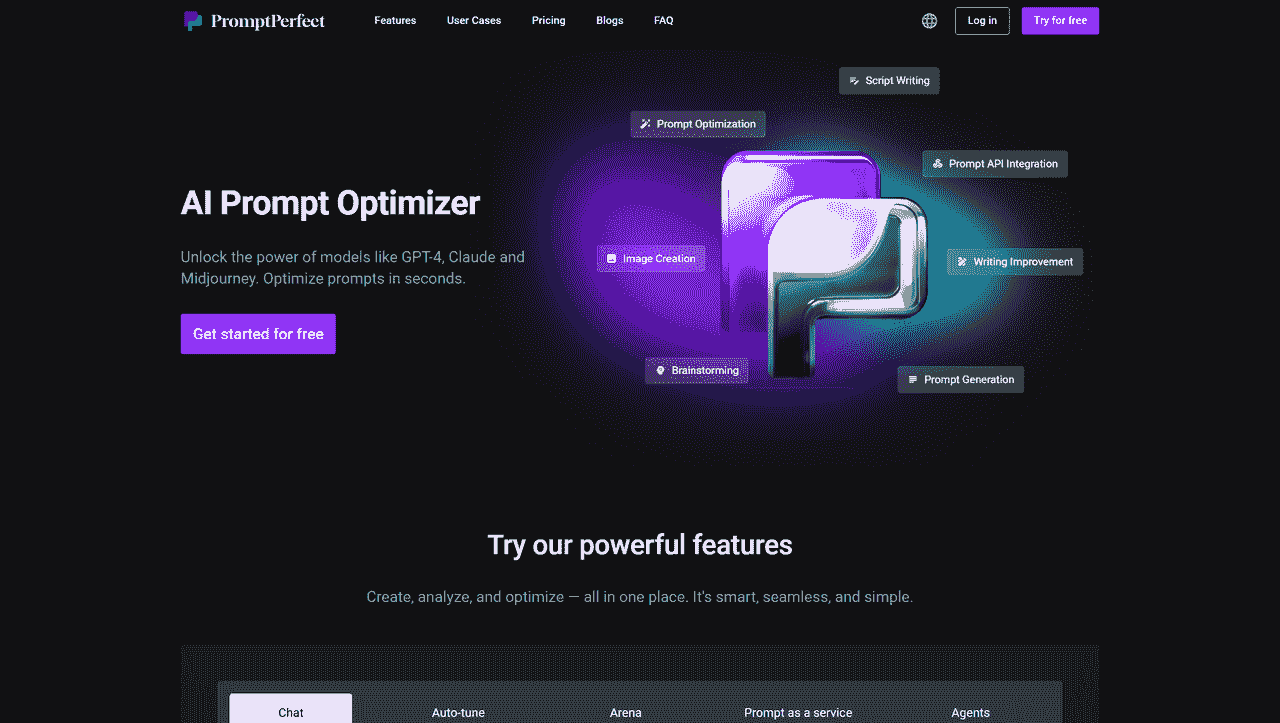 PromptPerfect
Features
User Cases
Pricing
Blogs
FAQ
Log in
Try for free
Script Writing
Prompt Optimization
Prompt API Integration
AI Prompt Optimizer
Unlock the power of models like GPT-4, Claude and
Midjourney. Optimize prompts in seconds.
Image Creation
Writing Improvement
Get started for free
Brainstorming
Prompt Generation
Try our powerful features
Create, analyze, and optimize — all in one place. It's smart, seamless, and simple.
Chat
Auto-tune
Arena
Prompt as a service
Agents